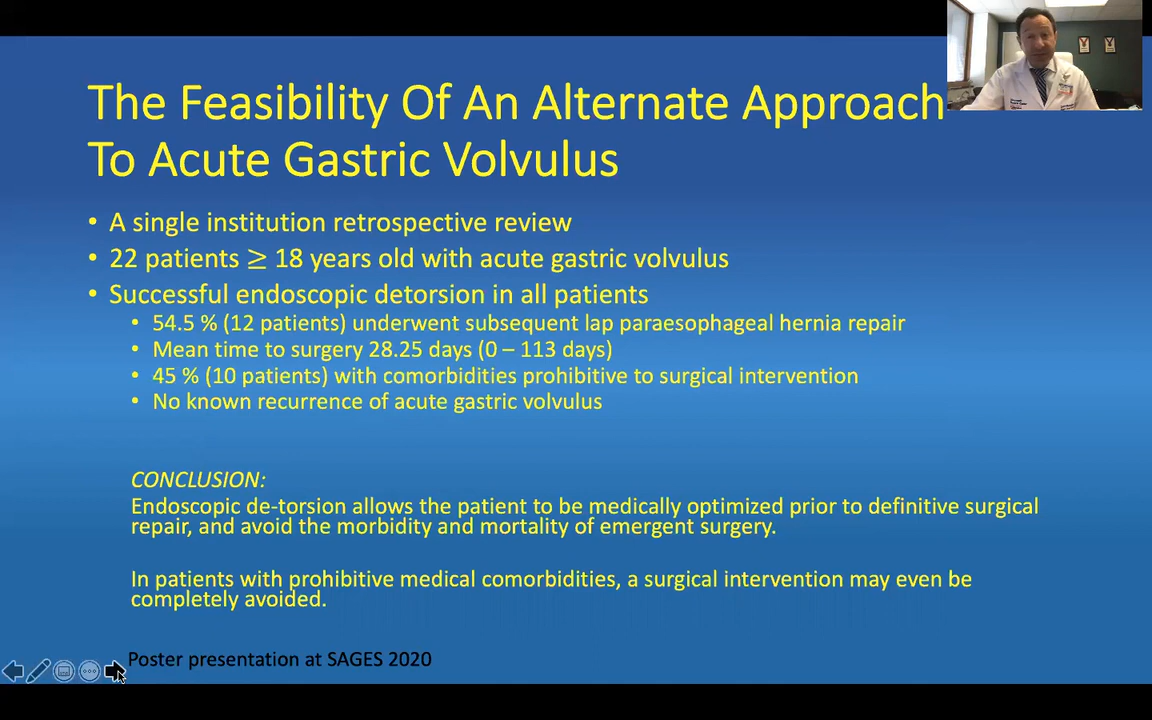 The Feasibility Of An Alternate Approach
To Acute Gastric Volvulus
• A single institution retrospective review
• 22 patients ≥ 18 years old with acute gastric volvulus
• Successful endoscopic detorsion in all patients
• 54.5 % (12 patients) underwent subsequent lap paraesophageal hernia repair
• Mean time to surgery 28.25 days (0 – 113 days)
• 45 % (10 patients) with comorbidities prohibitive to surgical intervention
• No known recurrence of acute gastric volvulus
CONCLUSION:
Endoscopic de-torsion allows the patient to be medically optimized prior to definitive surgical
repair, and avoid the morbidity and mortality of emergent surgery.
In patients with prohibitive medical comorbidities, a surgical intervention may even be
completely avoided.
Poster presentation at SAGES 2020